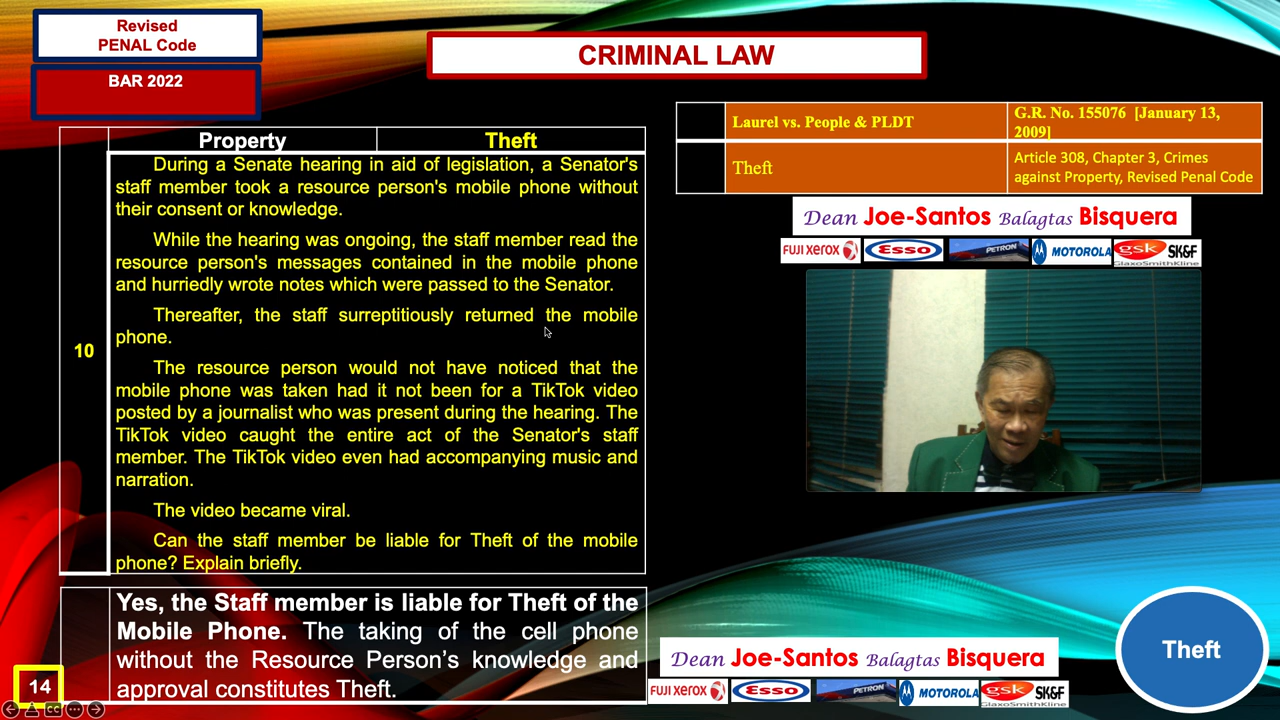 Revised
PENAL Code
BAR 2022
CRIMINAL LAW
Property
Theft
10
During a Senate hearing in aid of legislation, a Senator's
staff member took a resource person's mobile phone without
their consent or knowledge.
While the hearing was ongoing, the staff member read the
resource person's messages contained in the mobile phone
and hurriedly wrote notes which were passed to the Senator.
Thereafter, the staff surreptitiously returned the mobile
phone.
The resource person would not have noticed that the
mobile phone was taken had it not been for a TikTok video
posted by a journalist who was present during the hearing. The
TikTok video caught the entire act of the Senator's staff
member. The TikTok video even had accompanying music and
narration.
The video became viral.
Can the staff member be liable for Theft of the mobile
phone? Explain briefly.
Yes, the Staff member is liable for Theft of the
Mobile Phone. The taking of the cell phone
without the Resource Person’s knowledge and
approval constitutes Theft.
14
CC
Laurel vs. People & PLDT
G.R. No. 155076 [January 13,
2009]
Theft
Article 308, Chapter 3, Crimes
against Property, Revised Penal Code
Dean Joe-Santos Balagtas Bisquera
FUJI xerox
Esso
PETRON
MOTOROLA
gsk SK&F
GlaxoSmithKline
Dean Joe-Santos Balagtas Bisquera
FUJI xerox
Esso
PETRON
MOTOROLA
gsk SK&F
GlaxoSmithKline
Theft